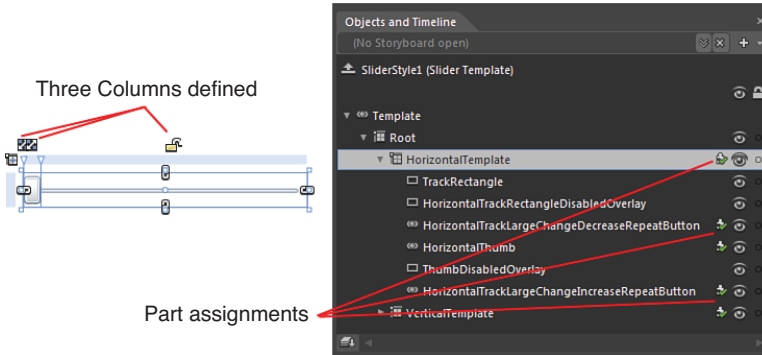 Three Columns defined
Part assignments
Objects and Timeline
(No Storyboard open)
SliderStyle1 (Slider Template)
Template
Root
HorizontalTemplate
TrackRectangle
HorizontalTrackRectangleDisabledOverlay
HorizontalTrackLargeChangeDecreaseRepeatButton
HorizontalThumb
ThumbDisabledOverlay
HorizontalTrackLargeChangeIncreaseRepeatButton
VerticalTemplate